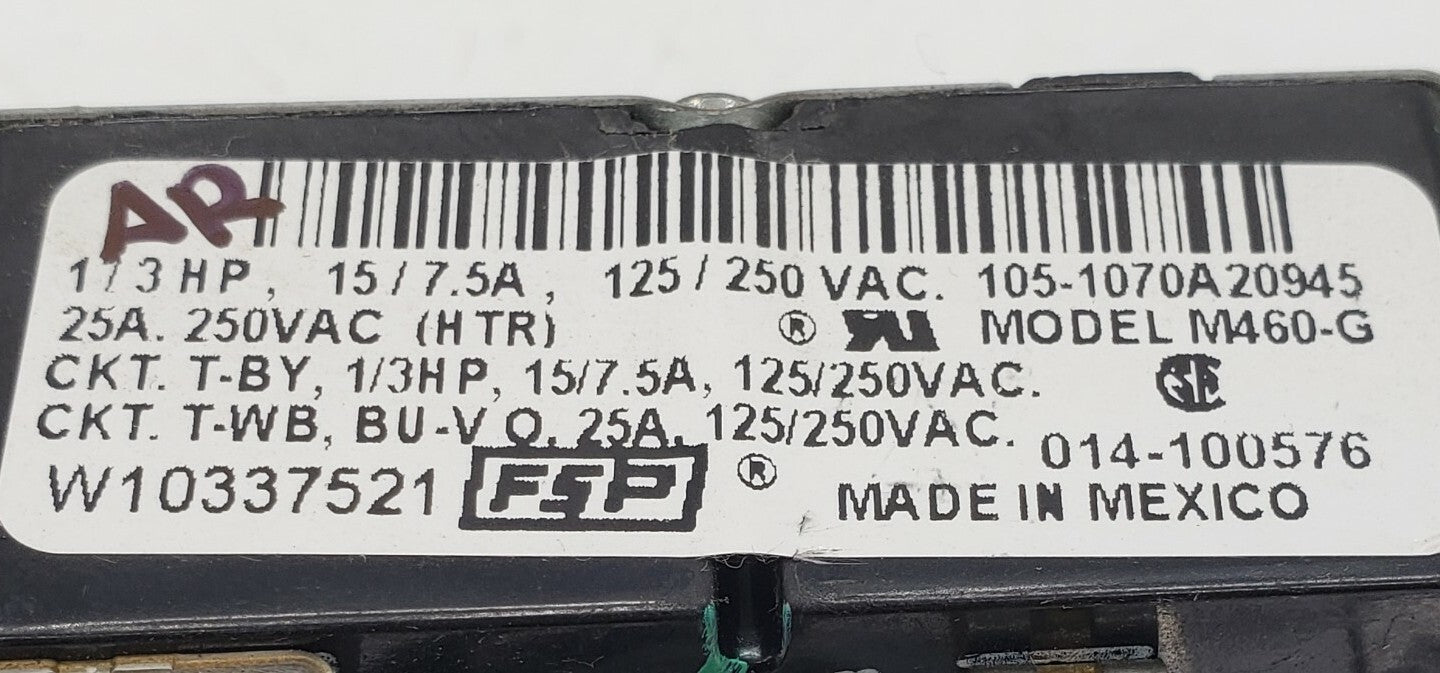 AR
1/3 HP, 15/7.5A, 125/250 VAC. 105-1070A20945
25A. 250VAC (HTR) ® MODEL M460-G
CKT. T-BY, 1/3HP, 15/7.5A, 125/250VAC.
CKT. T-WB, BU-V O, 25A, 125/250VAC. 014-100576
W10337521 FSP ® MADE IN MEXICO